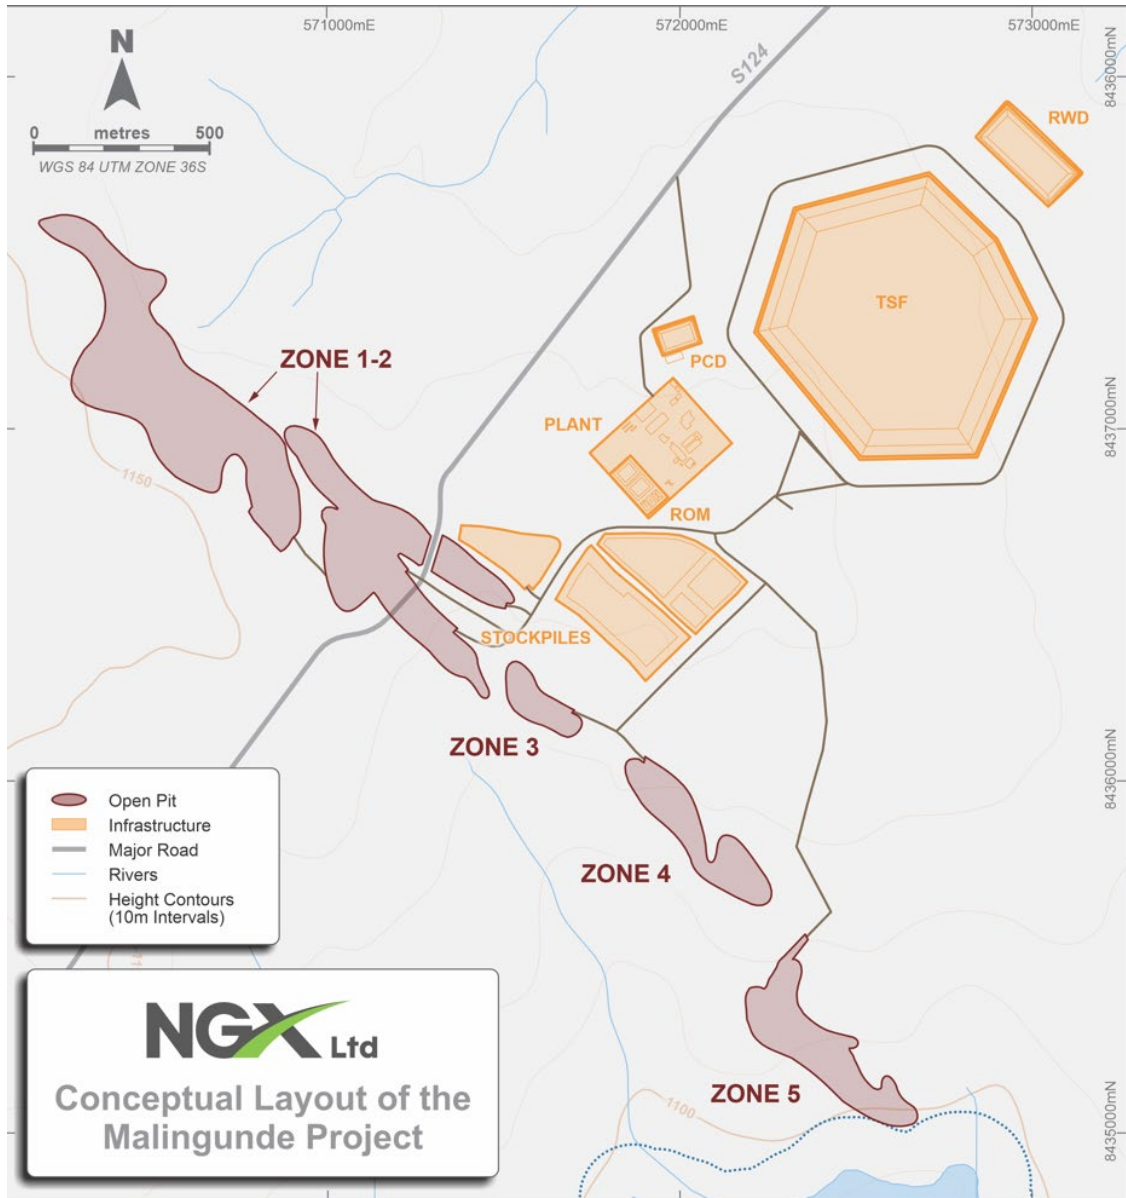 571000mE
572000mE
573000mE
N
0 metres 500
WGS 84 UTM ZONE 36S
S124
8436000mN
RWD
TSF
ZONE 1-2
PCD
PLANT
8437000mN
1150
ROM
STOCKPILES
ZONE 3
8436000mN
Open Pit
Infrastructure
Major Road
Rivers
Height Contours
(10m Intervals)
ZONE 4
NGX Ltd
Conceptual Layout of the
Malingunde Project
ZONE 5
1100
8435000mN